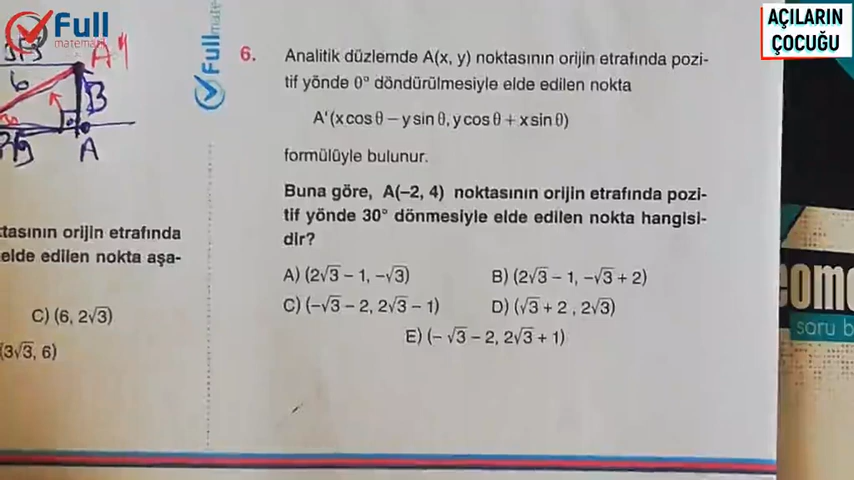 Full
matematik
AÇILARIN
ÇOCUĞU
6
A"
B
A
ktasının orijin etrafında
elde edilen nokta aşa-
C) (6, 2√3)
(3√3, 6)
Fullmate
6. Analitik düzlemde A(x, y) noktasının orijin etrafında pozi-
tif yönde θ° döndürülmesiyle elde edilen nokta
A'(x cos θ – y sin θ, y cos θ + x sin θ)
formülüyle bulunur.
Buna göre, A(–2, 4) noktasının orijin etrafında pozi-
tif yönde 30° dönmesiyle elde edilen nokta hangisi-
dir?
A) (2√3 – 1, –√3) B) (2√3 – 1, –√3 + 2)
C) (–√3 – 2, 2√3 – 1) D) (√3 + 2 , 2√3)
E) (– √3 – 2, 2√3 + 1)
come
soru b